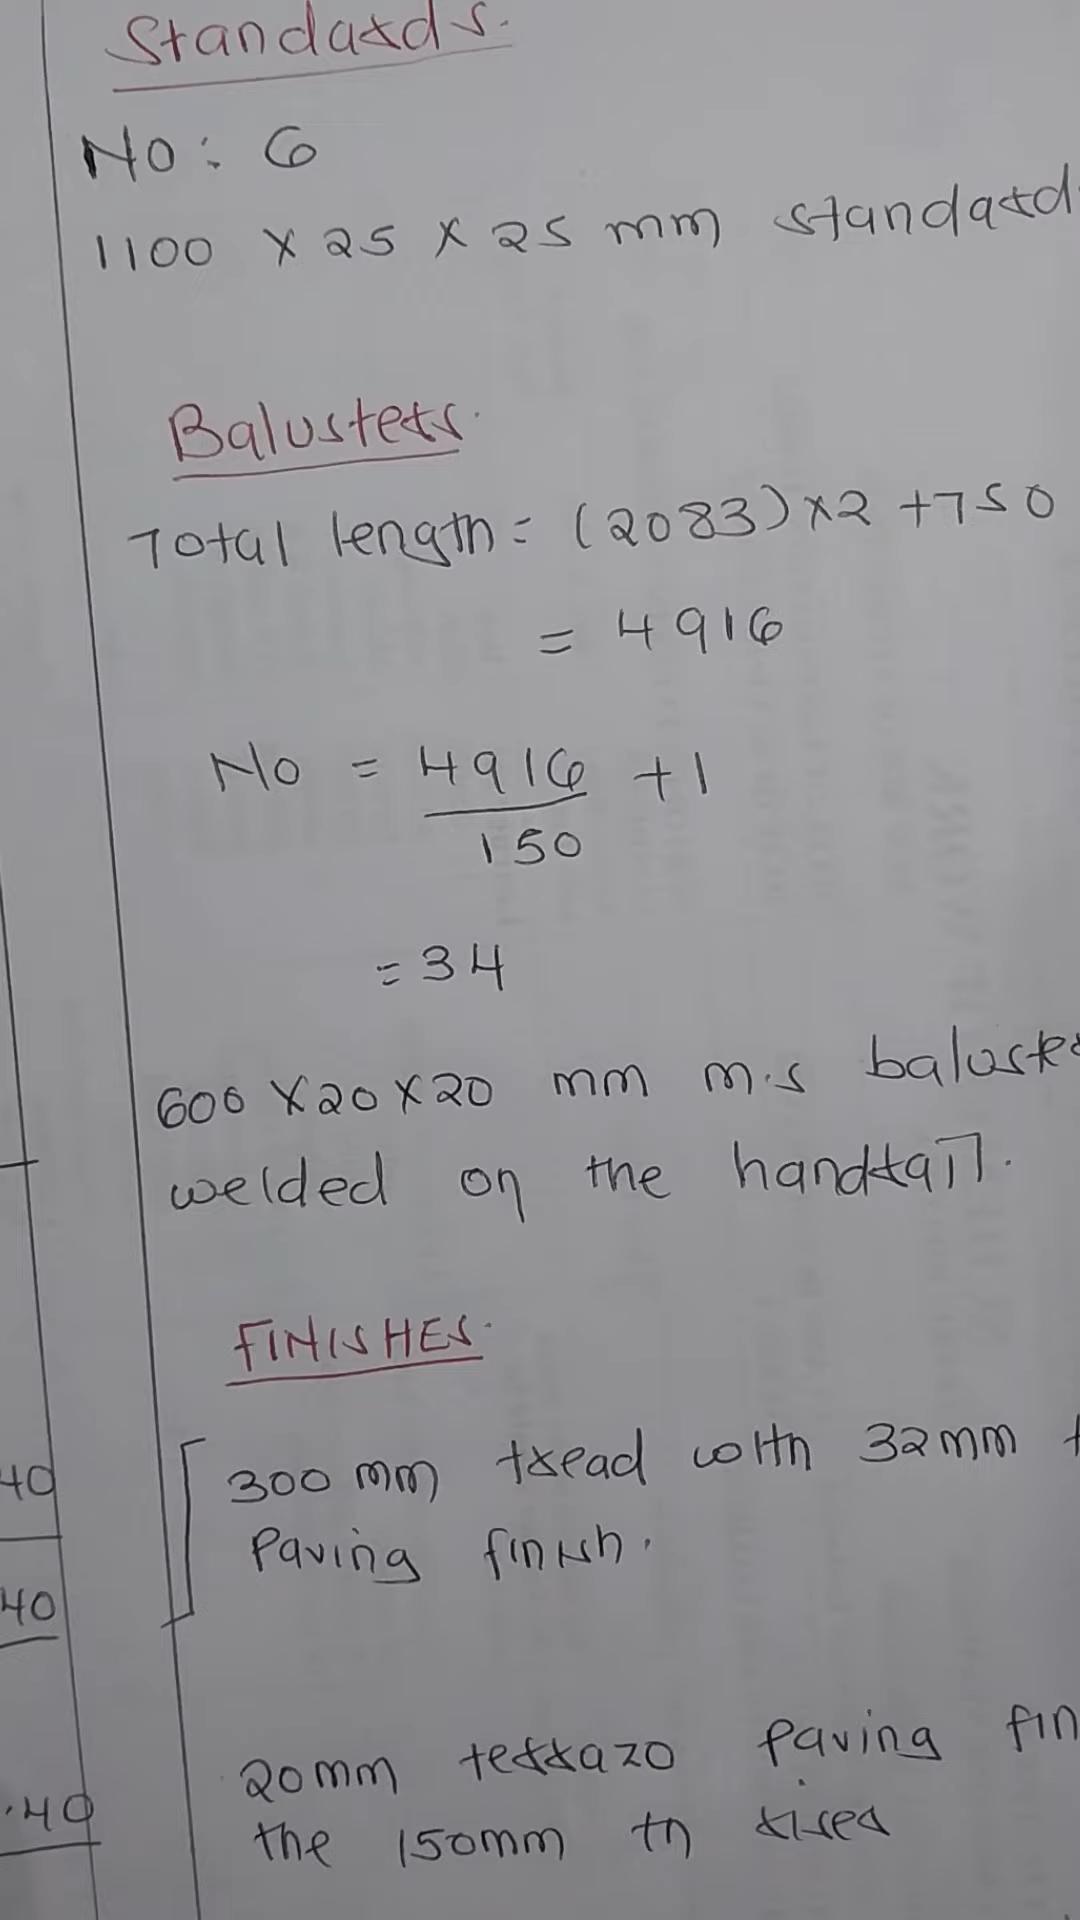 Standards.
NO: 6
1100 x 25 x 25 mm standard
Balusters.
Total length = (2083) x 2 + 750
= 4916
No = 4916 + 1
150
= 34
600 x 20 x 20 mm m.s
welded on the handrail.
FINISHES.
40
300 mm tread with 32mm
Paving finish.
40
20mm terrazo paving fin
.40
the 150mm th riser